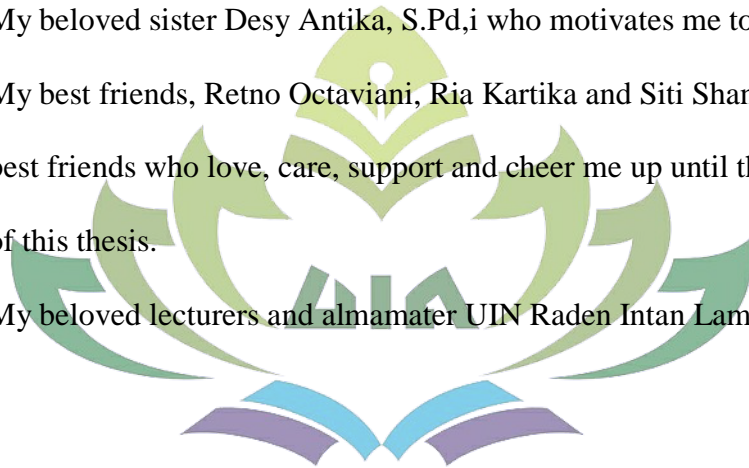 My beloved sister Desy Antika, S.Pd,i who motivates me to
My best friends, Retno Octaviani, Ria Kartika and Siti
best friends who love, care, support and cheer me up until
of this thesis.
My beloved lecturers and almamater UIN Raden Intan
UIN